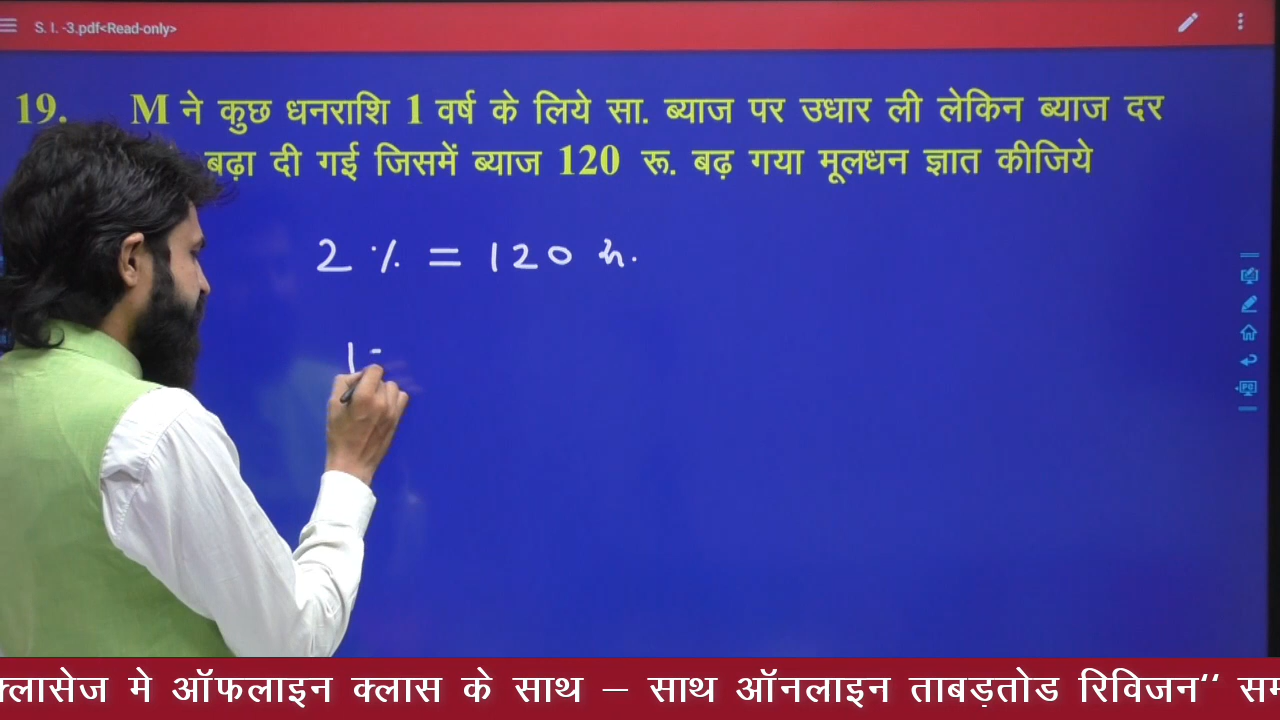 S. I. -3.pdf<Read-only>
19. M ने कुछ धनराशि 1 वर्ष के लिये सा. ब्याज पर उधार ली लेकिन ब्याज दर
बढ़ा दी गई जिसमें ब्याज 120 रू. बढ़ गया मूलधन ज्ञात कीजिये
2 % = 120
1 =
क्लासेज मे ऑफलाइन क्लास के साथ – साथ ऑनलाइन ताबड़तोड रिविजन‘‘